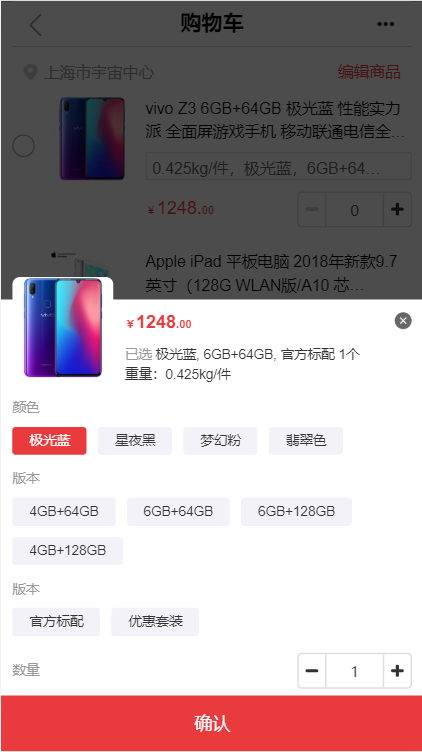 购物车
上海市宇宙中心
编辑商品
vivo Z3 6GB+64GB 极光蓝 性能实力
派 全面屏游戏手机 移动联通电信全…
0.425kg/件，极光蓝，6GB+64…
￥1248.00
0
Apple iPad 平板电脑 2018年新款9.7
英寸（128G WLAN版/A10 芯…
vivo
￥1248.00
已选 极光蓝, 6GB+64GB, 官方标配 1个
重量：0.425kg/件
颜色
极光蓝
星夜黑
梦幻粉
翡翠色
版本
4GB+64GB
6GB+64GB
6GB+128GB
4GB+128GB
版本
官方标配
优惠套装
数量
1
确认